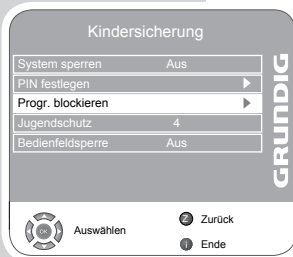 Kindersicherung
System sperren Aus
PIN festlegen
Progr. blockieren
Jugendschutz 4
Bedienfeldsperre Aus
GRUNDIG
OK Auswählen
Z Zurück
i Ende